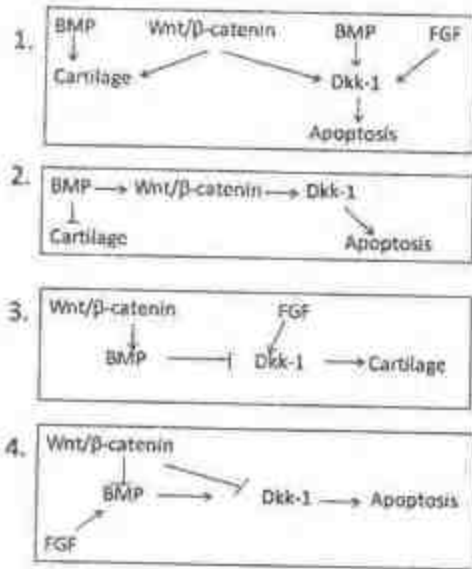 1.
BMP Wnt/β-catenin BMP FGF
Cartilage Dkk-1
Apoptosis
2.
BMP Wnt/β-catenin Dkk-1
Cartilage Apoptosis
3.
Wnt/β-catenin FGF
BMP Dkk-1 Cartilage
4.
Wnt/β-catenin
BMP Dkk-1 Apoptosis
FGF